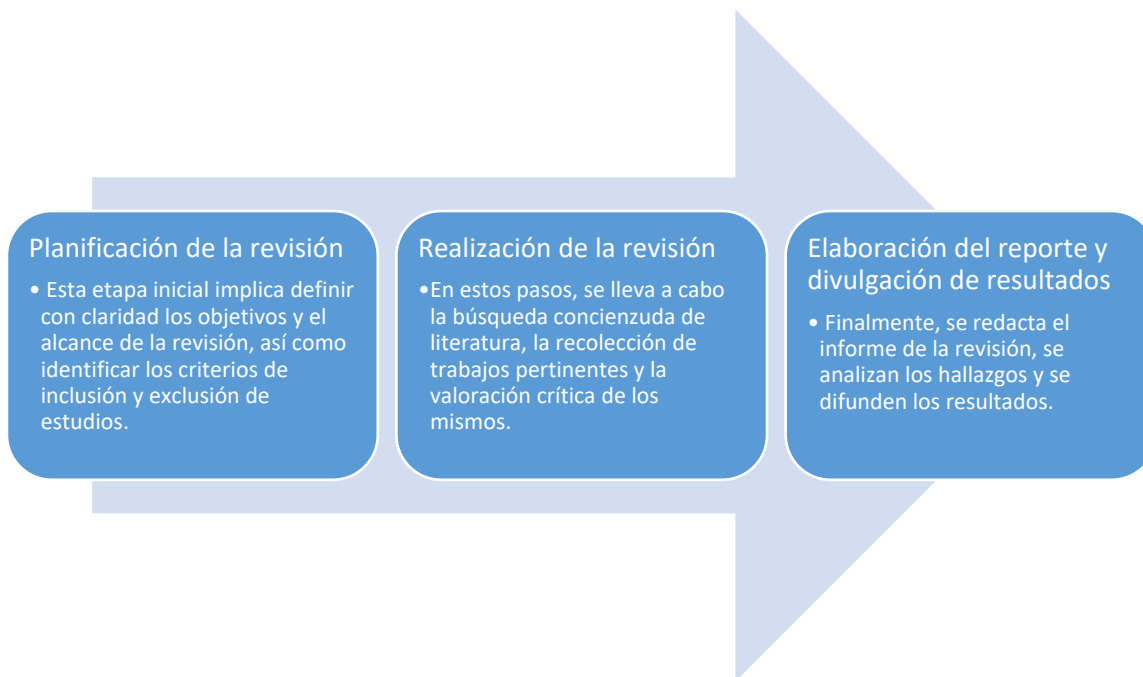 Planificación de la revisión
• Esta etapa inicial implica definir
con claridad los objetivos y el
alcance de la revisión, así como
identificar los criterios de
inclusión y exclusión de
estudios.
Realización de la revisión
•En estos pasos, se lleva a cabo
la búsqueda concienzuda de
literatura, la recolección de
trabajos pertinentes y la
valoración crítica de los
mismos.
Elaboración del reporte y
divulgación de resultados
• Finalmente, se redacta el
informe de la revisión, se
analizan los hallazgos y se
difunden los resultados.